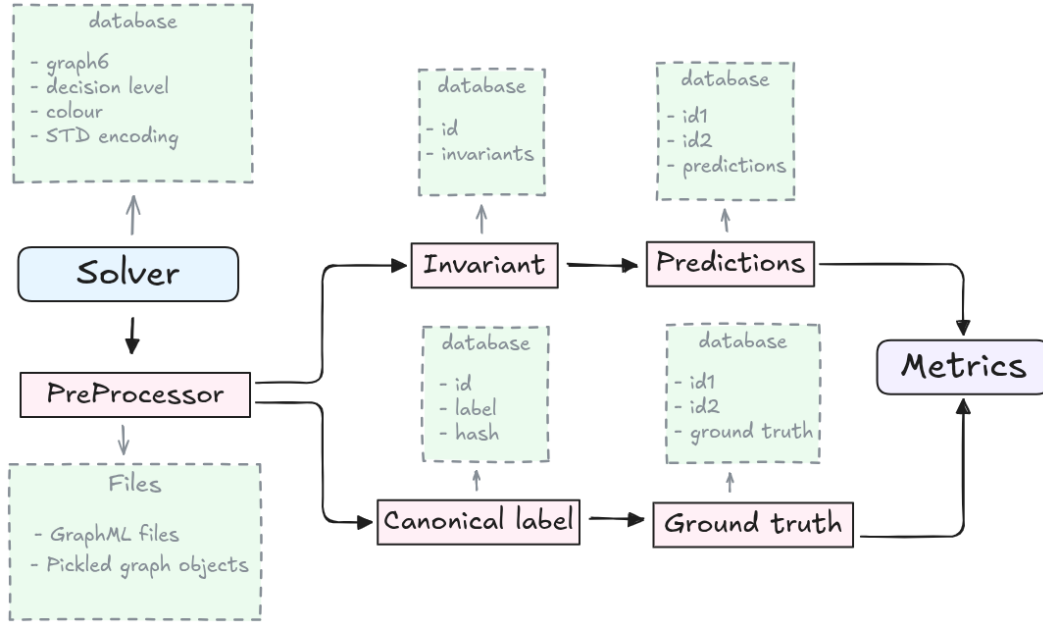 database
- graph6
- decision level
- colour
- STD encoding
Solver
PreProcessor
Files
- GraphML files
- Pickled graph objects
database
- id
- invariants
Invariant
database
- id1
- id2
- predictions
Predictions
database
- id
- label
- hash
Canonical label
database
- id1
- id2
- ground truth
Ground truth
Metrics